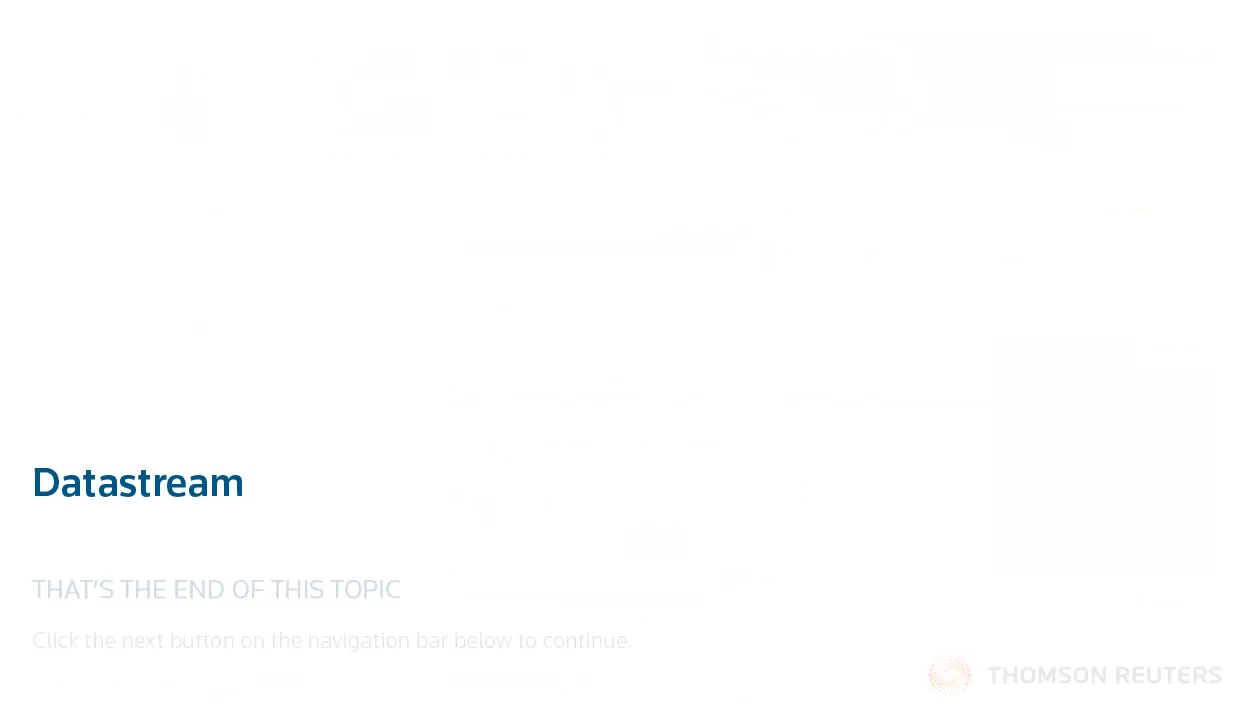 Datastream
THAT'S THE END OF THIS TOPIC
Click the next button on the navigation bar below to continue.
THOMSON REUTERS